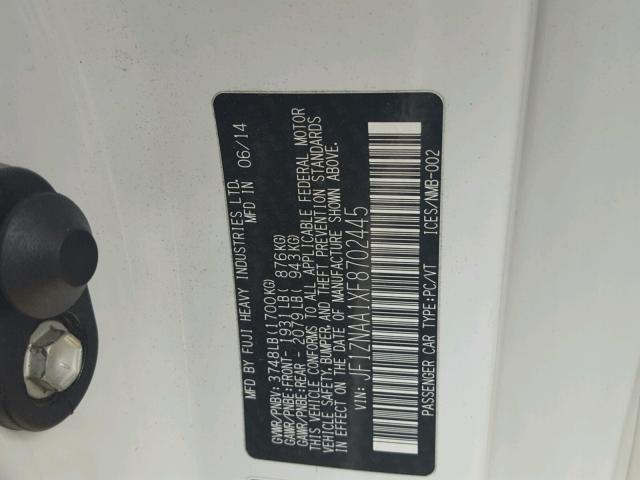 MFD BY FUJI HEAVY INDUSTRIES LTD.
MFD IN 06/14
GVWR/PNBV: 3748LB(1700KG)
GAWR/PNBE:FRONT- 1931LB( 876KG)
GAWR/PNBE:REAR - 2079LB( 943KG)
THIS VEHICLE CONFORMS TO ALL APPLICABLE FEDERAL MOTOR
VEHICLE SAFETY,BUMPER,AND THEFT PREVENTION STANDARDS
IN EFFECT ON THE DATE OF MANUFACTURE SHOWN ABOVE.
VIN: JF1ZNAA1XF8702445
PASSENGER CAR TYPE:PC/VT ICES/NMB-002